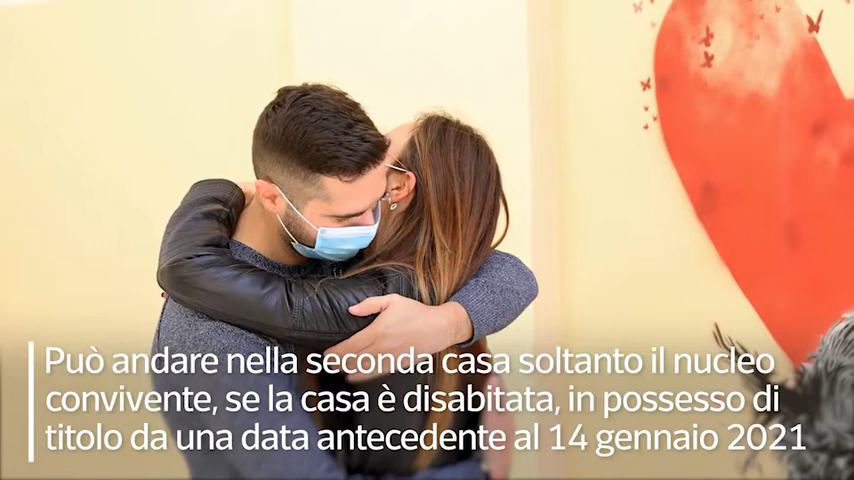 Può andare nella seconda casa soltanto il nucleo
convivente, se la casa è disabitata, in possesso di
titolo da una data antecedente al 14 gennaio 2021